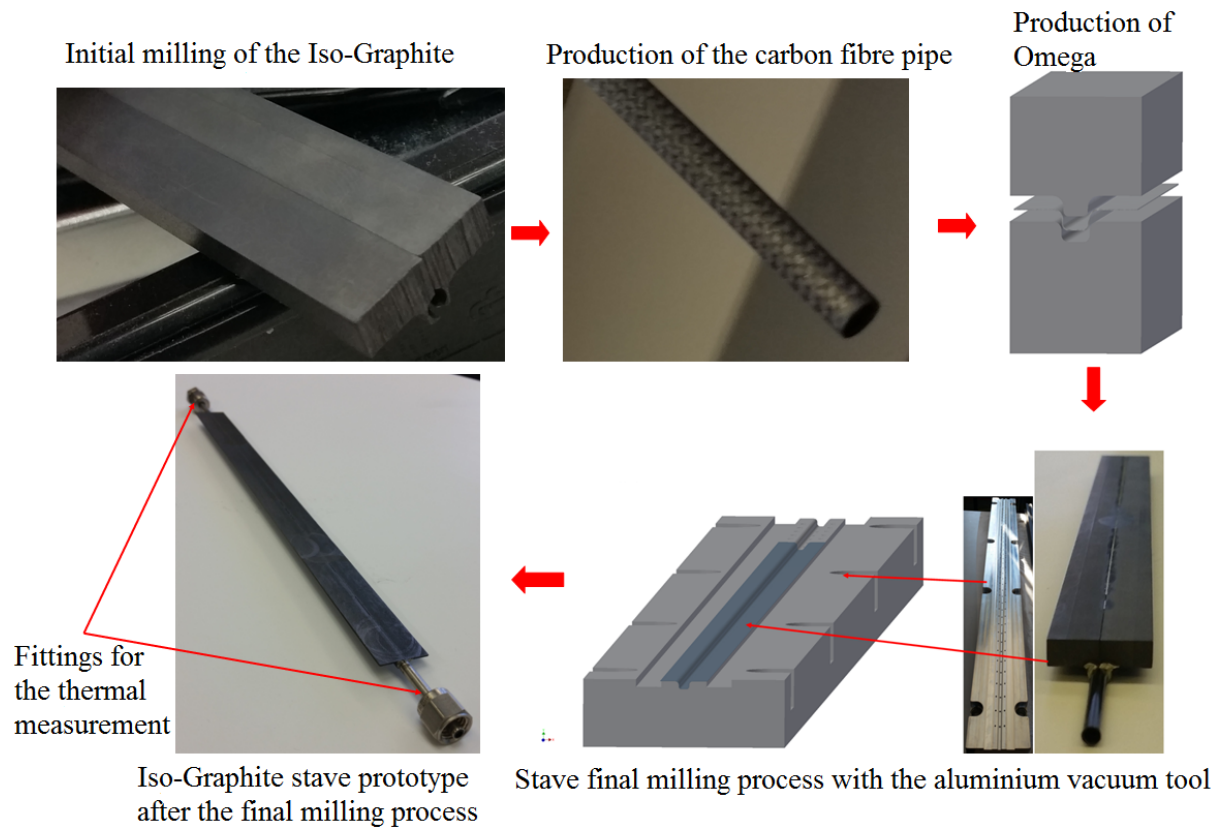 Initial milling of the Iso-Graphite
Production of the carbon fibre pipe
Production of
Omega
Fittings for
the thermal
measurement
Iso-Graphite stave prototype
after the final milling process
Stave final milling process with the aluminium vacuum tool